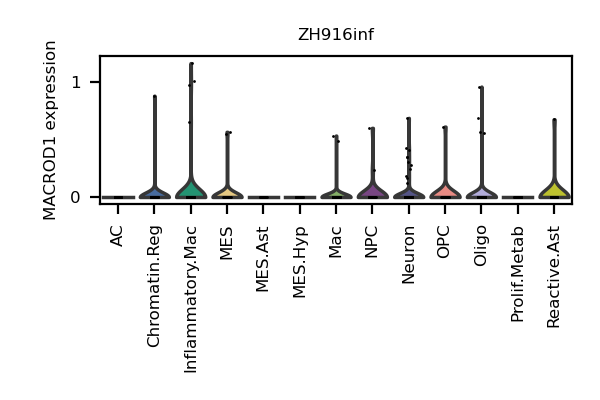 ZH916inf
MACROD1 expression
1
0
AC
Chromatin.Reg
Inflammatory.Mac
MES
MES.Ast
MES.Hyp
Mac
NPC
Neuron
OPC
Oligo
Prolif.Metab
Reactive.Ast